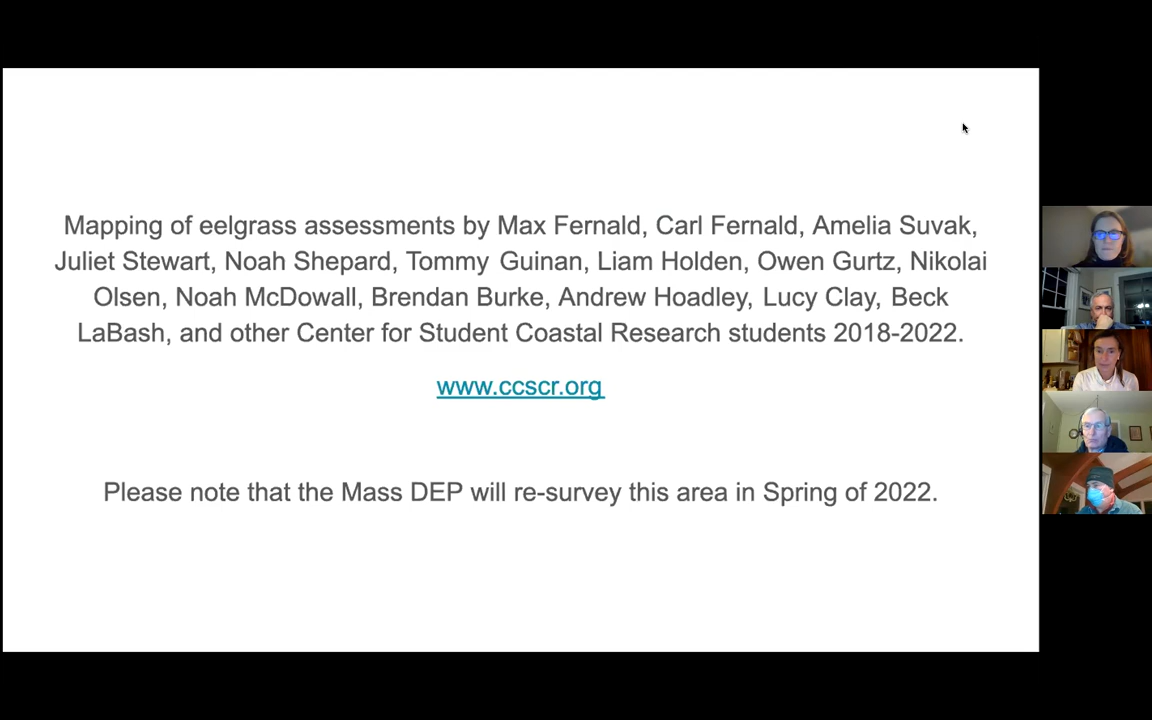 Mapping of eelgrass assessments by Max Fernald, Carl Fernald, Amelia Suvak,
Juliet Stewart, Noah Shepard, Tommy Guinan, Liam Holden, Owen Gurtz, Nikolai
Olsen, Noah McDowall, Brendan Burke, Andrew Hoadley, Lucy Clay, Beck
LaBash, and other Center for Student Coastal Research students 2018-2022.
www.ccscr.org
Please note that the Mass DEP will re-survey this area in Spring of 2022.